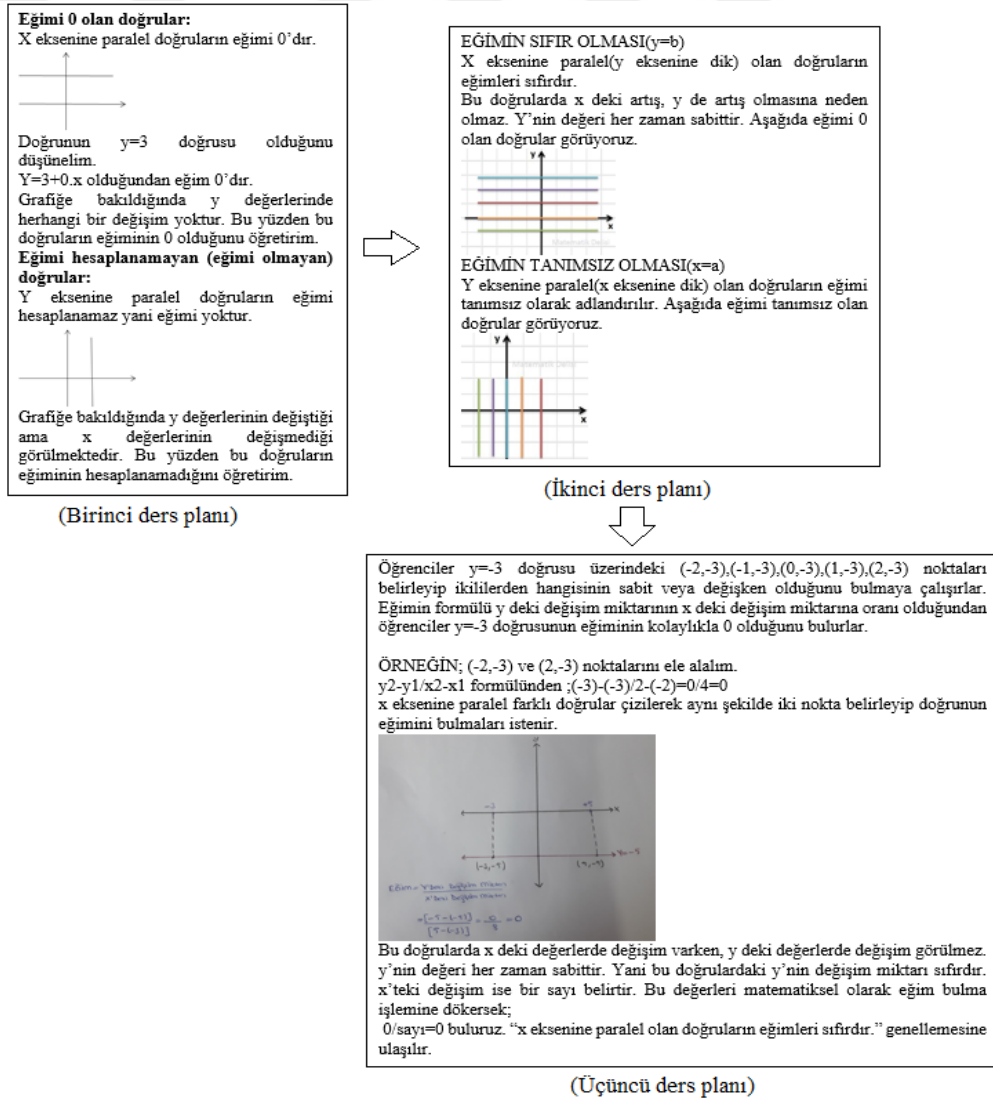 Eğimi 0 olan doğrular:
X eksenine paralel doğruların eğimi 0'dır.
Doğrunun y=3 doğrusu olduğunu
düşünelim.
Y=3+0.x olduğundan eğim 0'dır.
Grafiğe bakıldığında y değerlerinde
herhangi bir değişim yoktur. Bu yüzden bu
doğruların eğiminin 0 olduğunu öğretirim.
Eğimi hesaplanamayan (eğimi olmayan)
doğrular:
Y eksenine paralel doğruların eğimi
hesaplanamaz yani eğimi yoktur.
Grafiğe bakıldığında y değerlerinin değiştiği
ama x değerlerinin değişmediği
görülmektedir. Bu yüzden bu doğruların
eğiminin hesaplanamadığını öğretirim.
(Birinci ders planı)
EĞİMİN SIFIR OLMASI(y=b)
X eksenine paralel(y eksenine dik) olan doğruların
eğimleri sıfırdır.
Bu doğrularda x deki artış, y de artış olmasına neden
olmaz. Y'nin değeri her zaman sabittir. Aşağıda eğimi 0
olan doğrular görüyoruz.
y
x
Matematik Dersi
EĞİMİN TANIMSIZ OLMASI(x=a)
Y eksenine paralel(x eksenine dik) olan doğruların eğimi
tanımsız olarak adlandırılır. Aşağıda eğimi tanımsız olan
doğrular görüyoruz.
y
Matematik Dersi
x
(İkinci ders planı)
Öğrenciler y=-3 doğrusu üzerindeki (-2,-3),(-1,-3),(0,-3),(1,-3),(2,-3) noktaları
belirleyip ikililerden hangisinin sabit veya değişken olduğunu bulmaya çalışırlar.
Eğimin formülü y deki değişim miktarının x deki değişim miktarına oranı olduğundan
öğrenciler y=-3 doğrusunun eğiminin kolaylıkla 0 olduğunu bulurlar.
ÖRNEĞİN; (-2,-3) ve (2,-3) noktalarını ele alalım.
y2-y1/x2-x1 formülünden ;(-3)-(-3)/2-(-2)=0/4=0
x eksenine paralel farklı doğrular çizilerek aynı şekilde iki nokta belirleyip doğrunun
eğimini bulmaları istenir.
x
Eğim = Y'deki Değişim Miktarı
X'deki Değişim Miktarı
Bu doğrularda x deki değerlerde değişim varken, y deki değerlerde değişim görülmez.
y'nin değeri her zaman sabittir. Yani bu doğrulardaki y'nin değişim miktarı sıfırdır.
x'teki değişim ise bir sayı belirtir. Bu değerleri matematiksel olarak eğim bulma
işlemine dökersek;
0/sayı=0 buluruz. “x eksenine paralel olan doğruların eğimleri sıfırdır.” genellemesine
ulaşılır.
(Üçüncü ders planı)